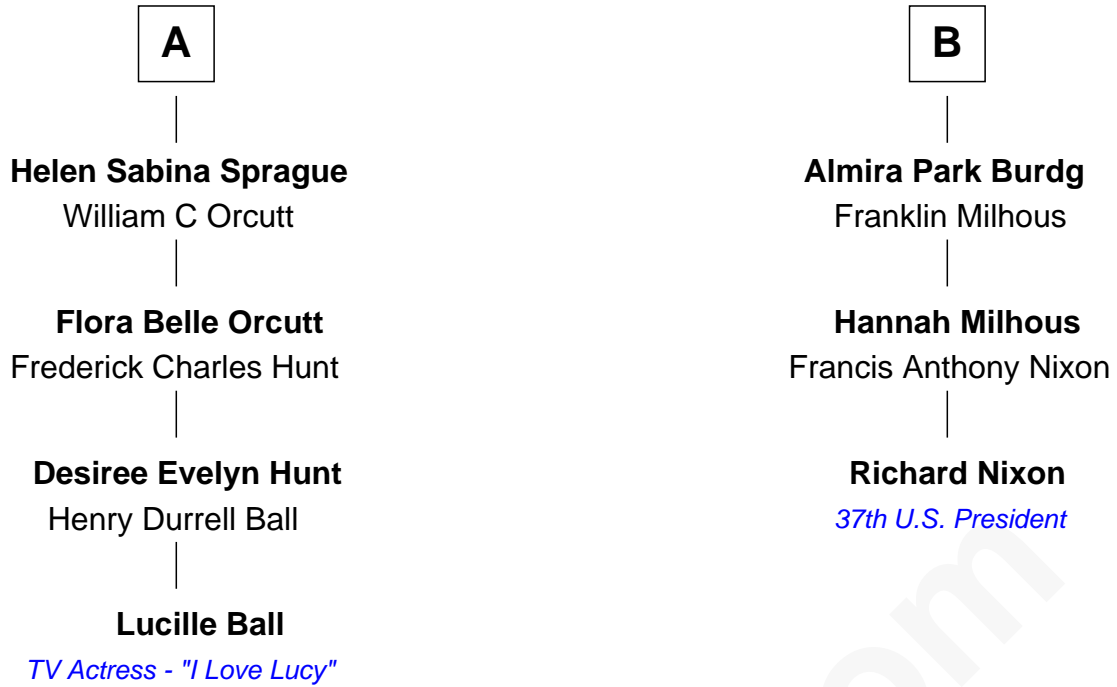 A
Helen Sabina Sprague
William C Orcutt
Flora Belle Orcutt
Frederick Charles Hunt
Desiree Evelyn Hunt
Henry Durrell Ball
Lucille Ball
TV Actress - "I Love Lucy"
B
Almira Park Burdg
Franklin Milhous
Hannah Milhous
Francis Anthony Nixon
Richard Nixon
37th U.S. President
om